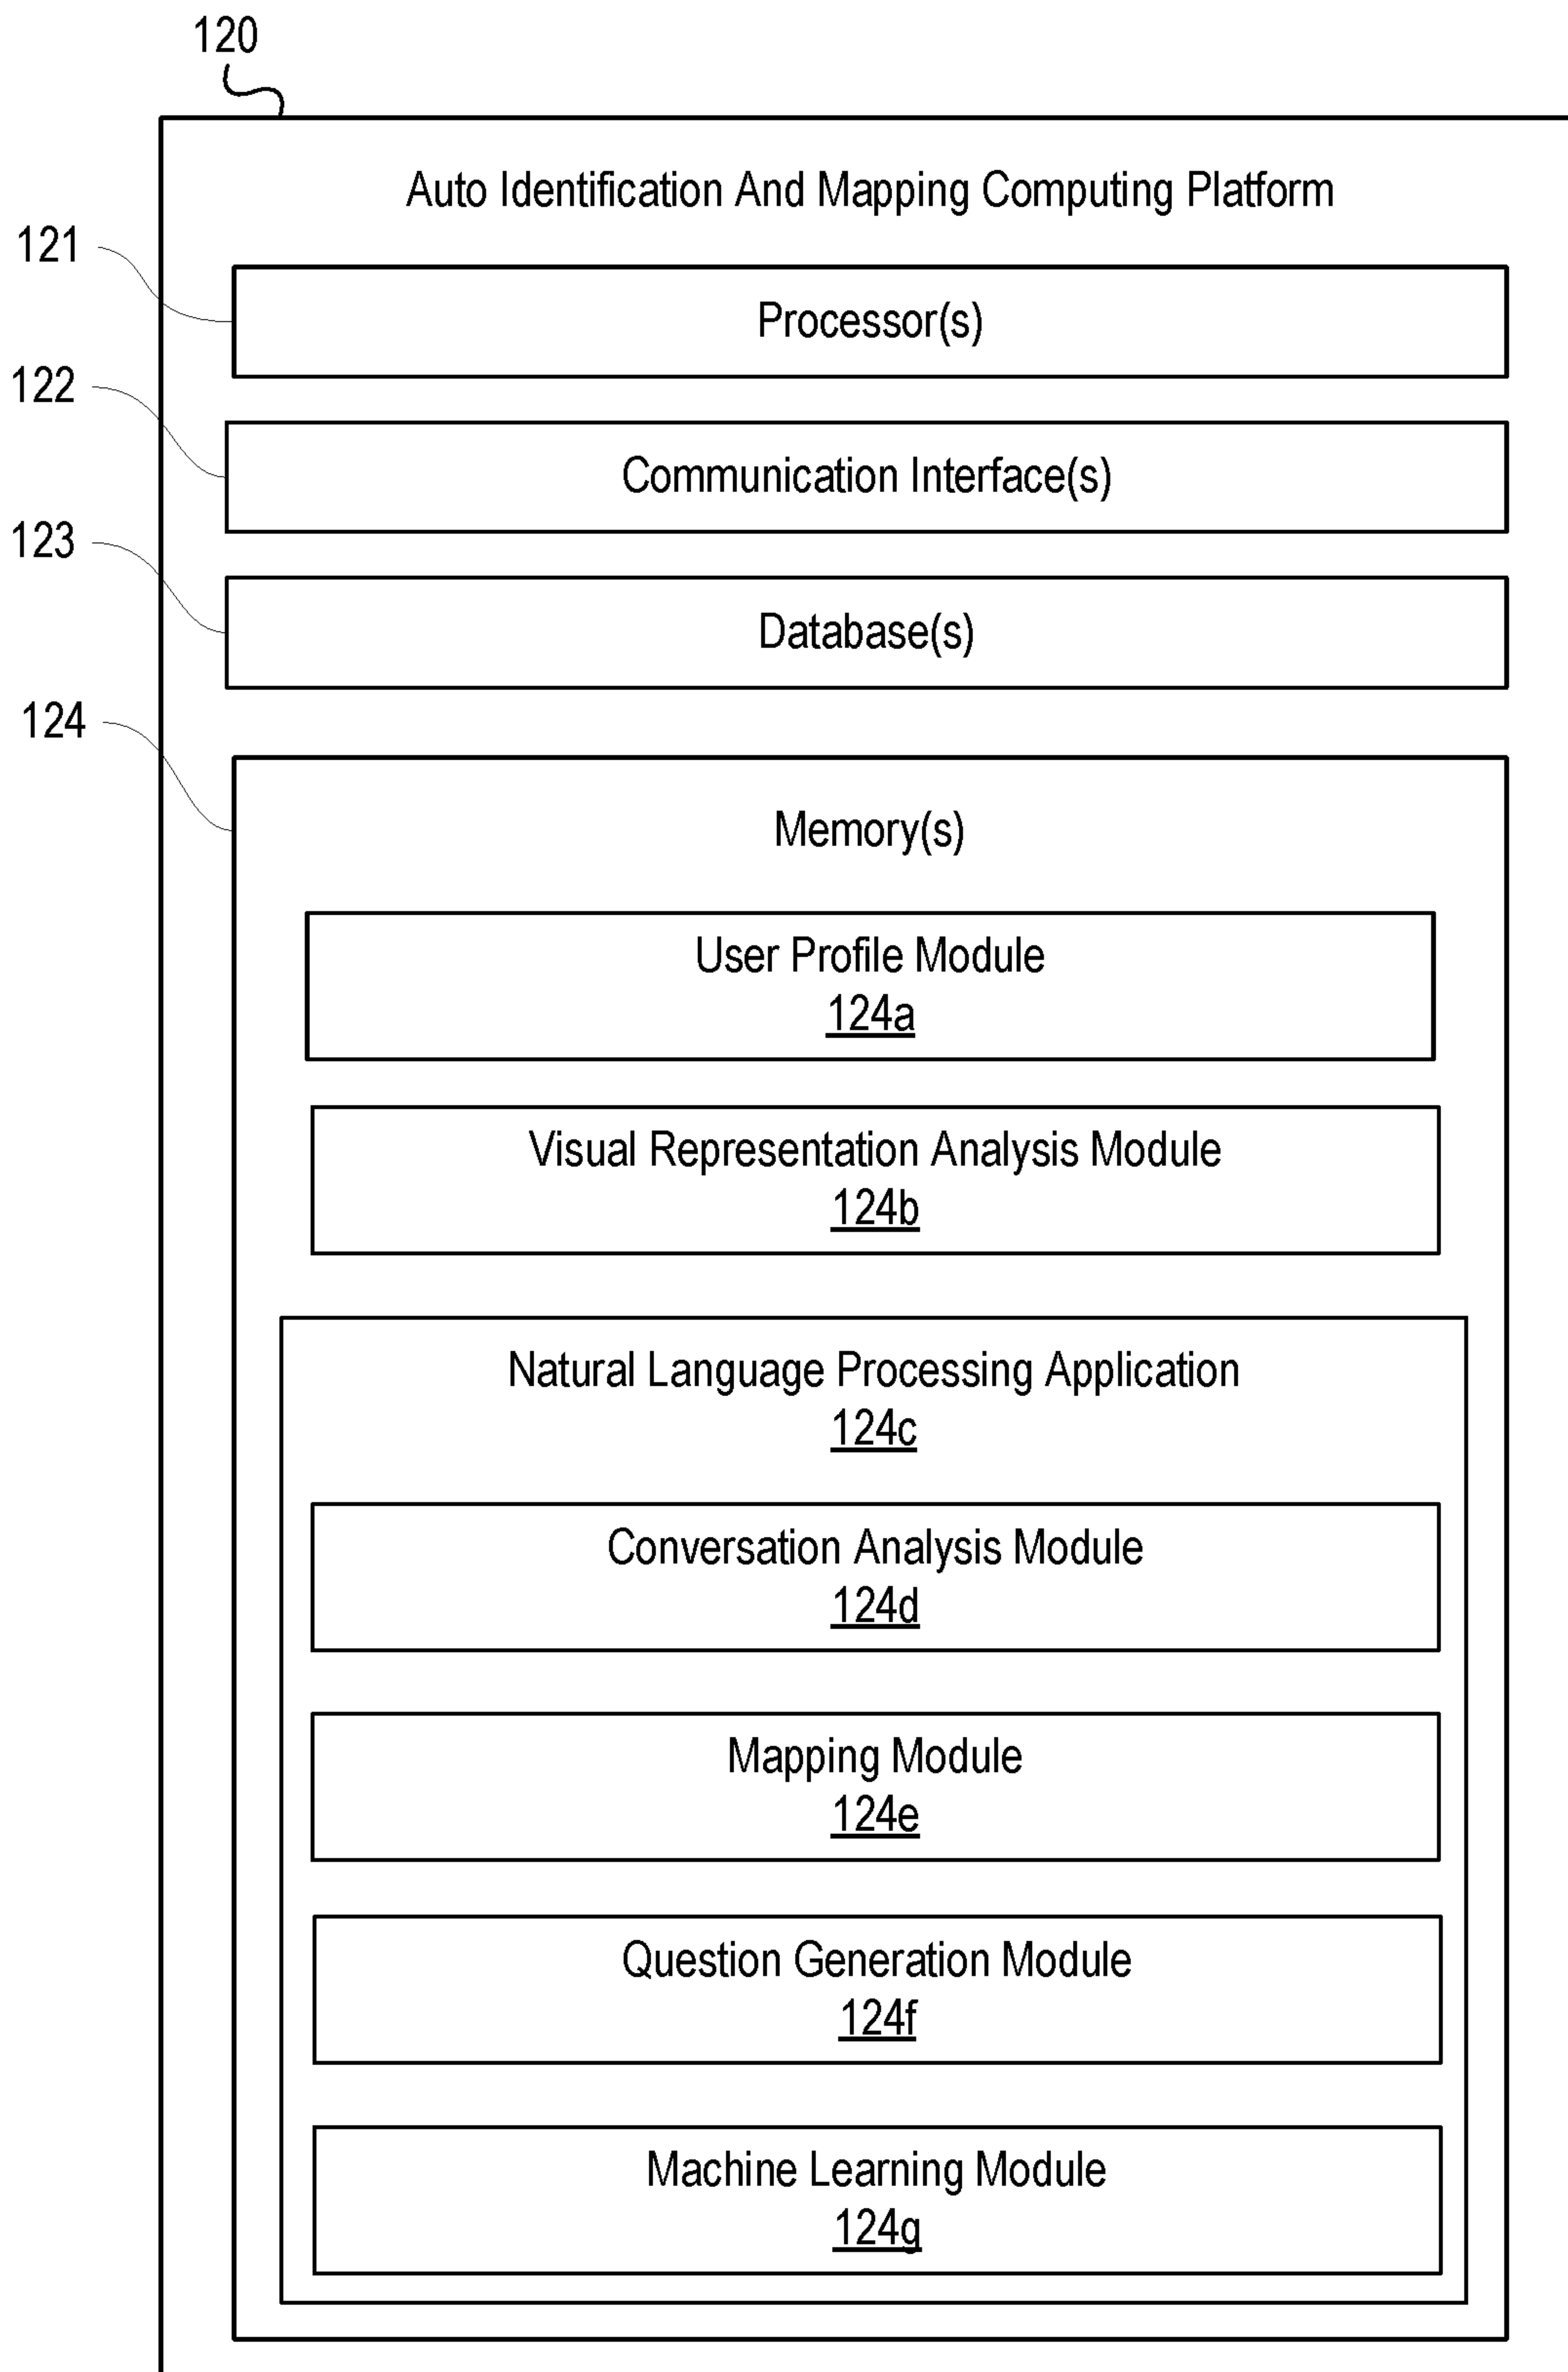 120
Auto Identification And Mapping Computing Platform
121
Processor(s)
122
Communication Interface(s)
123
Database(s)
124
Memory(s)
User Profile Module
124a
Visual Representation Analysis Module
124b
Natural Language Processing Application
124c
Conversation Analysis Module
124d
Mapping Module
124e
Question Generation Module
124f
Machine Learning Module
124g